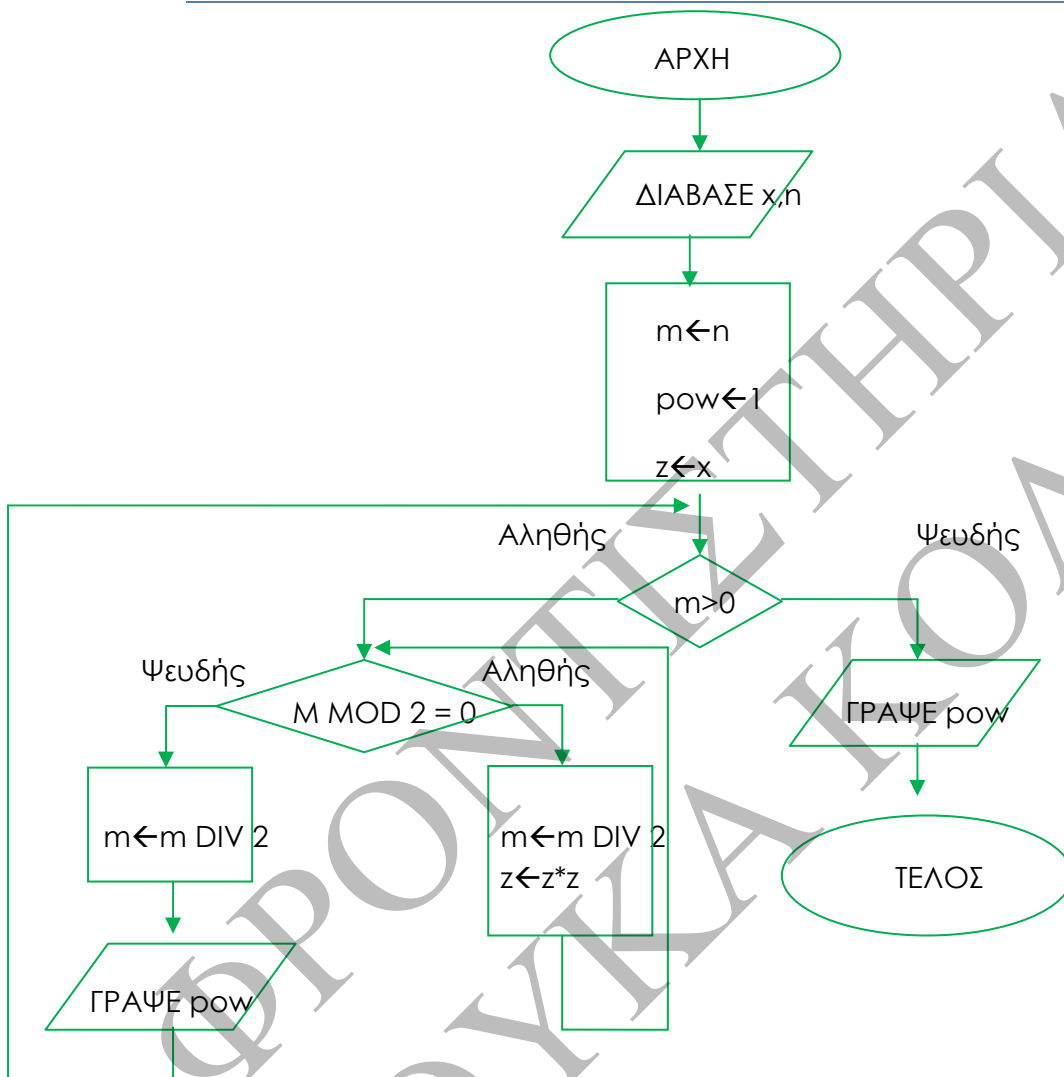 ΑΡΧΗ
ΔΙΑΒΑΣΕ x,n
m←n
pow←1
z←x
Αληθής
Ψευδής
m>0
Ψευδής
Αληθής
M MOD 2 = 0
ΓΡΑΨΕ pow
m←m DIV 2
m←m DIV 2
z←z*z
ΤΕΛΟΣ
ΓΡΑΨΕ pow